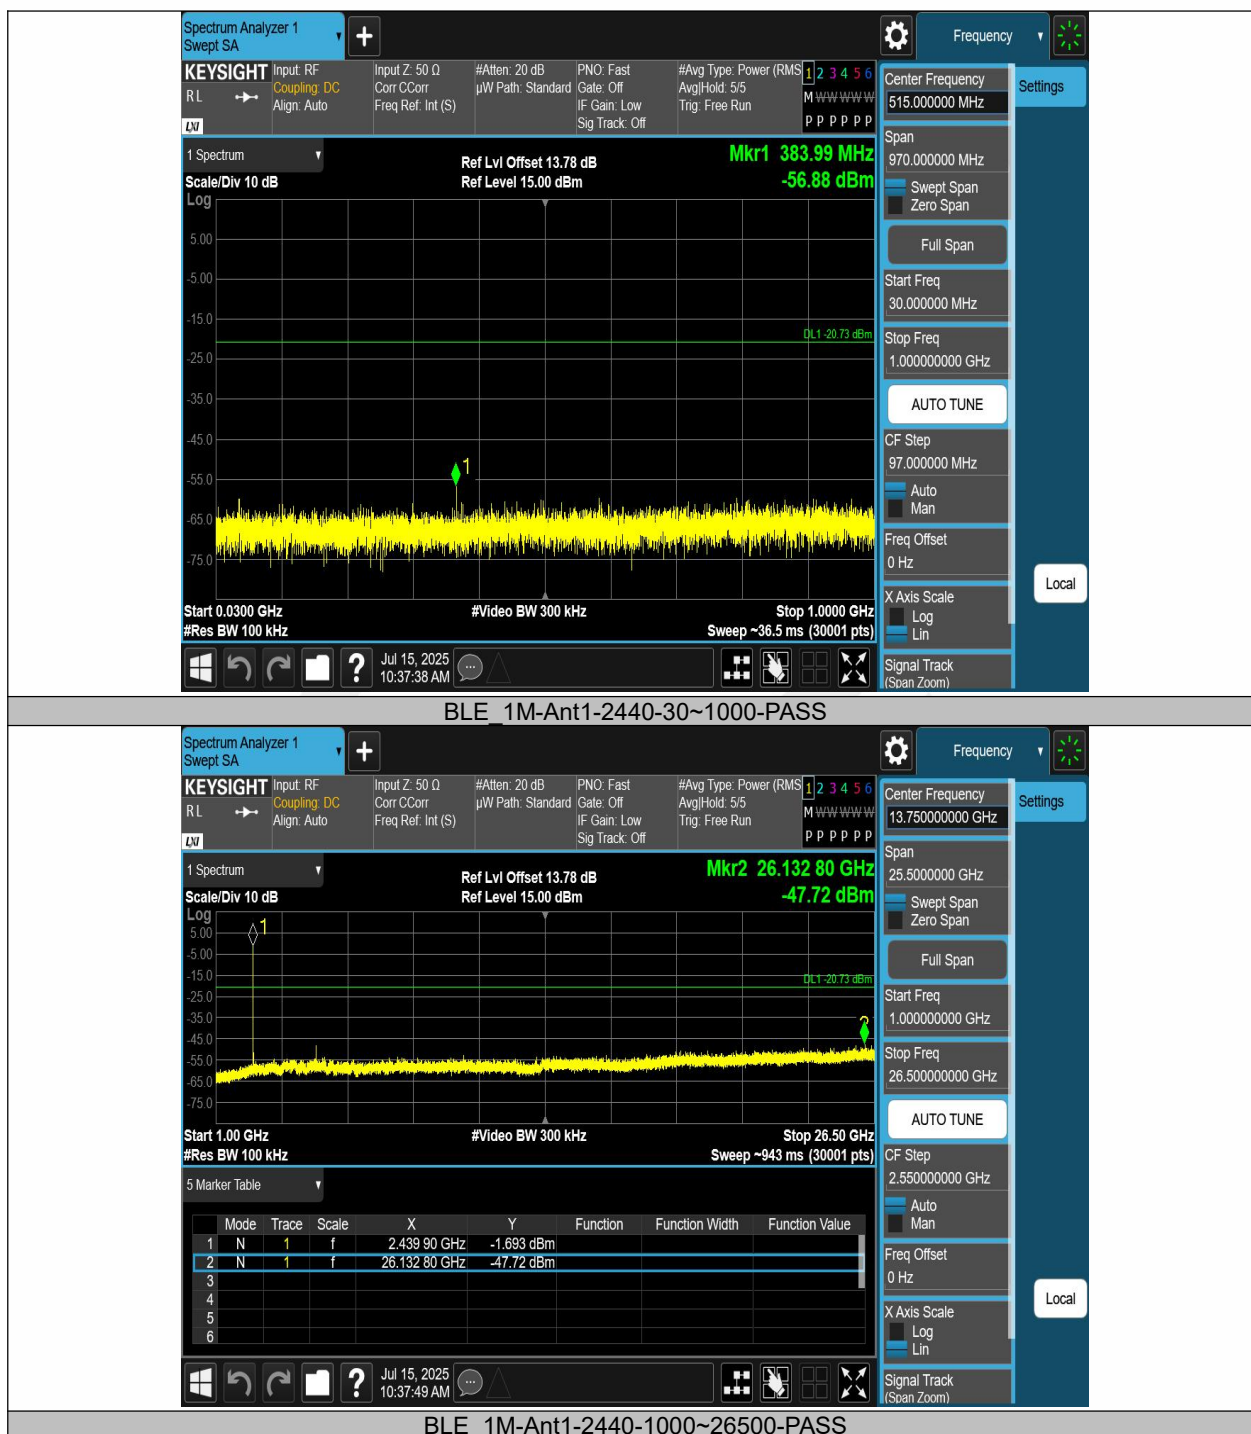 Spectrum Analyzer 1
Swept SA
Frequency
KEYSIGHT
RL
LXI
Input: RF
Coupling: DC
Align: Auto
Input Z: 50 Ω
Corr CCorr
Freq Ref: Int (S)
#Atten: 20 dB
µW Path: Standard
PNO: Fast
Gate: Off
IF Gain: Low
Sig Track: Off
#Avg Type: Power (RMS
Avg|Hold: 5/5
Trig: Free Run
1 2 3 4 5 6
M W W W W W
P P P P P P
Center Frequency
515.000000 MHz
Settings
Span
970.000000 MHz
Swept Span
Zero Span
Full Span
Start Freq
30.000000 MHz
Stop Freq
1.000000000 GHz
AUTO TUNE
CF Step
97.000000 MHz
Auto
Man
Freq Offset
0 Hz
X Axis Scale
Log
Lin
Signal Track
(Span Zoom)
Local
1 Spectrum
Scale/Div 10 dB
Log
Ref Lvl Offset 13.78 dB
Ref Level 15.00 dBm
Mkr1 383.99 MHz
-56.88 dBm
5.00
-5.00
-15.0
DL1 -20.73 dBm
-25.0
-35.0
-45.0
1
-55.0
-65.0
-75.0
Start 0.0300 GHz
#Video BW 300 kHz
Stop 1.0000 GHz
#Res BW 100 kHz
Sweep ~36.5 ms (30001 pts)
?
Jul 15, 2025
10:37:38 AM
BLE_1M-Ant1-2440-30~1000-PASS
Spectrum Analyzer 1
Swept SA
Frequency
KEYSIGHT
RL
LXI
Input: RF
Coupling: DC
Align: Auto
Input Z: 50 Ω
Corr CCorr
Freq Ref: Int (S)
#Atten: 20 dB
µW Path: Standard
PNO: Fast
Gate: Off
IF Gain: Low
Sig Track: Off
#Avg Type: Power (RMS
Avg|Hold: 5/5
Trig: Free Run
1 2 3 4 5 6
M W W W W W
P P P P P P
Center Frequency
13.750000000 GHz
Settings
Span
25.5000000 GHz
Swept Span
Zero Span
Full Span
Start Freq
1.000000000 GHz
Stop Freq
26.500000000 GHz
AUTO TUNE
CF Step
2.550000000 GHz
Auto
Man
Freq Offset
0 Hz
X Axis Scale
Log
Lin
Signal Track
(Span Zoom)
Local
1 Spectrum
Scale/Div 10 dB
Log
Ref Lvl Offset 13.78 dB
Ref Level 15.00 dBm
Mkr2 26.132 80 GHz
-47.72 dBm
1
5.00
-5.00
-15.0
DL1 -20.73 dBm
-25.0
-35.0
2
-45.0
-55.0
-65.0
-75.0
Start 1.00 GHz
#Video BW 300 kHz
Stop 26.50 GHz
#Res BW 100 kHz
Sweep ~943 ms (30001 pts)
5 Marker Table
Mode Trace Scale X Y Function Function Width Function Value
1 N 1 f 2.439 90 GHz -1.693 dBm
2 N 1 f 26.132 80 GHz -47.72 dBm
3
4
5
6
?
Jul 15, 2025
10:37:49 AM
BLE_1M-Ant1-2440-1000~26500-PASS